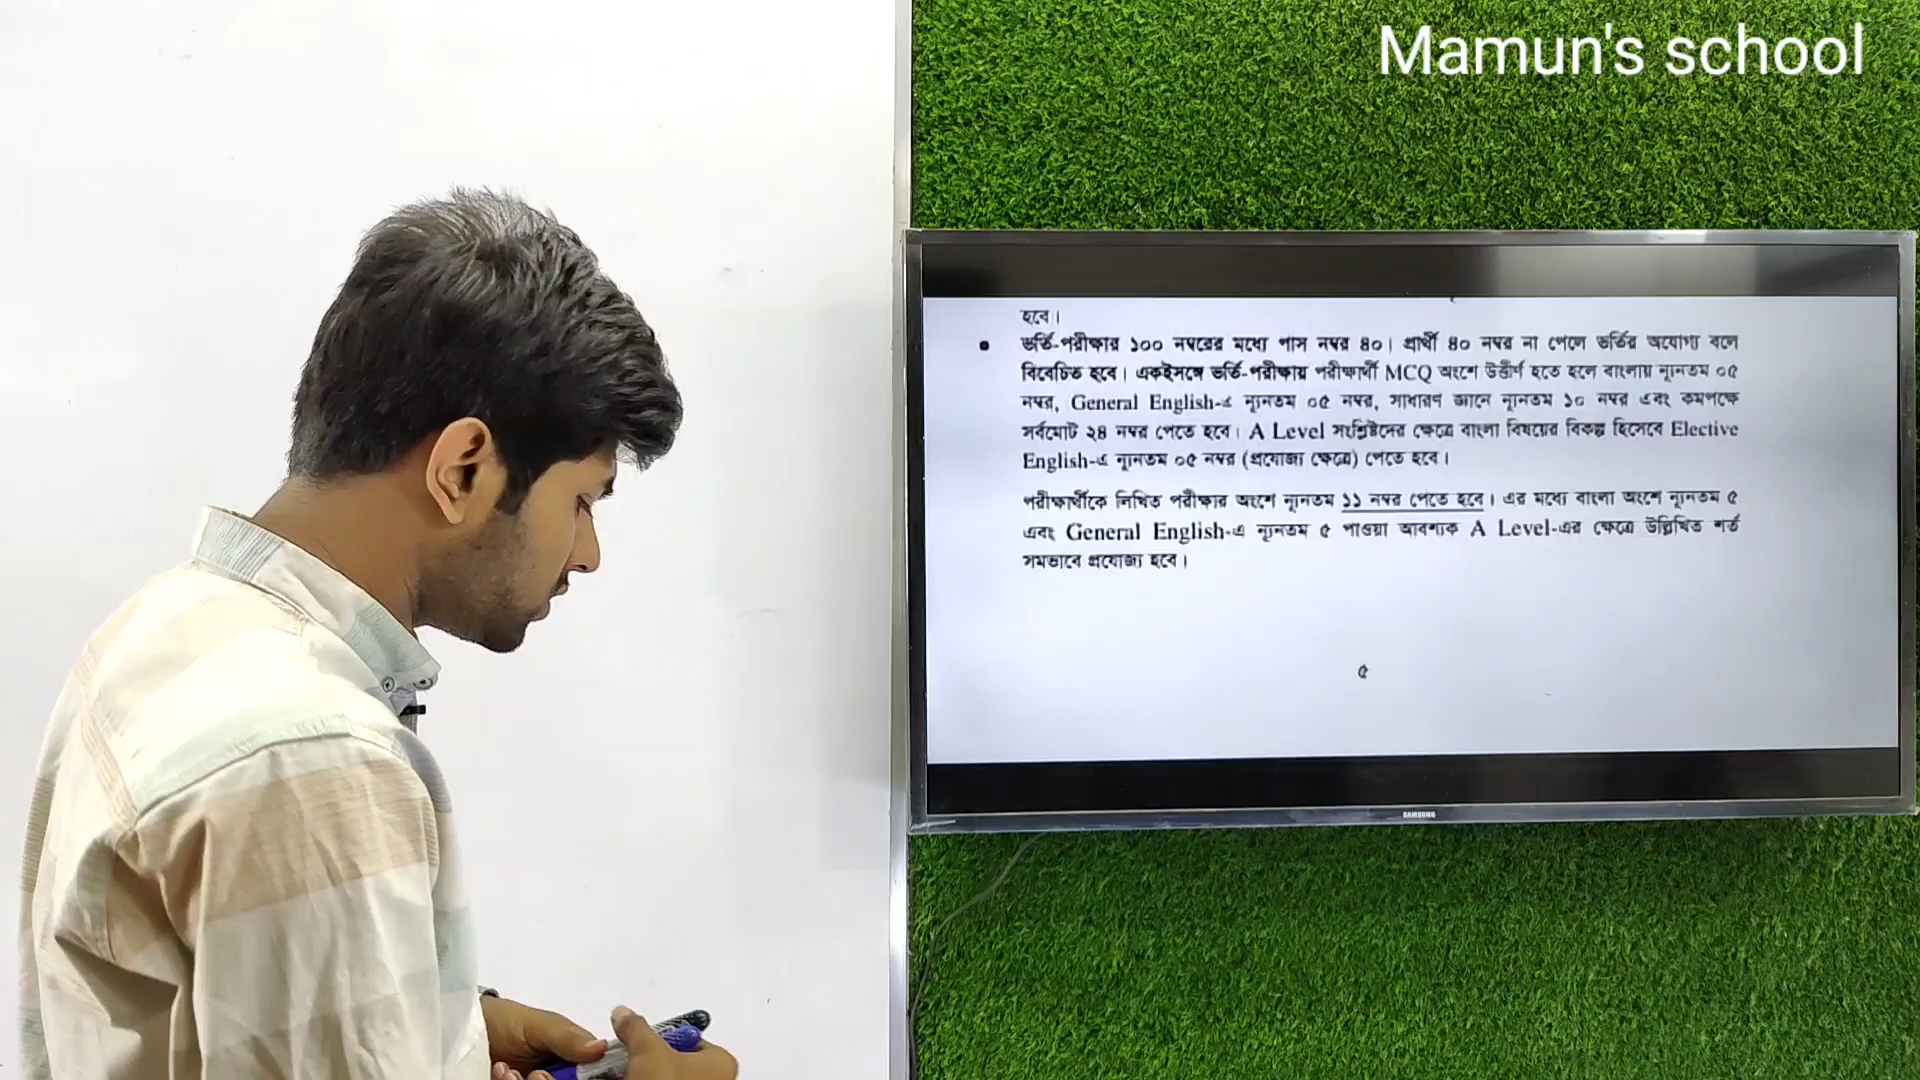 Mamun's school
হবে।
● ভর্তি-পরীক্ষার ১০০ নম্বরের মধ্যে পাস নম্বর ৪০। প্রার্থী ৪০ নম্বর না পেলে ভর্তির অযোগ্য বলে
বিবেচিত হবে। একইসঙ্গে ভর্তি-পরীক্ষায় পরীক্ষার্থী MCQ অংশে উত্তীর্ণ হতে হলে বাংলায় ন্যূনতম ০৫
নম্বর, General English-এ ন্যূনতম ০৫ নম্বর, সাধারণ জ্ঞানে ন্যূনতম ১০ নম্বর এবং কমপক্ষে
সর্বমোট ২৪ নম্বর পেতে হবে। A Level সংশ্লিষ্টদের ক্ষেত্রে বাংলা বিষয়ের বিকল্প হিসেবে Elective
English-এ ন্যূনতম ০৫ নম্বর (প্রযোজ্য ক্ষেত্রে) পেতে হবে।
পরীক্ষার্থীকে লিখিত পরীক্ষার অংশে ন্যূনতম ১১ নম্বর পেতে হবে। এর মধ্যে বাংলা অংশে ন্যূনতম ৫
এবং General English-এ ন্যূনতম ৫ পাওয়া আবশ্যক A Level-এর ক্ষেত্রে উল্লিখিত শর্ত
সমভাবে প্রযোজ্য হবে।
৫
SAMSUNG